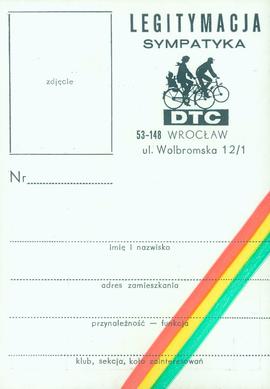 LEGITYMACJA
SYMPATYKA
zdjęcie
DTC
53-148 WROCŁAW
ul. Wolbromska 12/1
Nr
imię i nazwisko
adres zamieszkania
przynależność — funkcja
klub, sekcja, koło zainteresowań